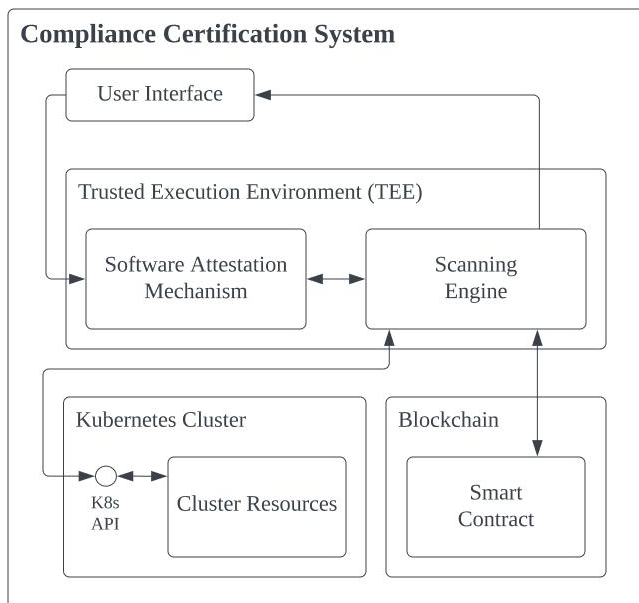 Compliance Certification System
User Interface
Trusted Execution Environment (TEE)
Software Attestation
Mechanism
Scanning
Engine
Kubernetes Cluster
K8s
API
Cluster Resources
Blockchain
Smart
Contract